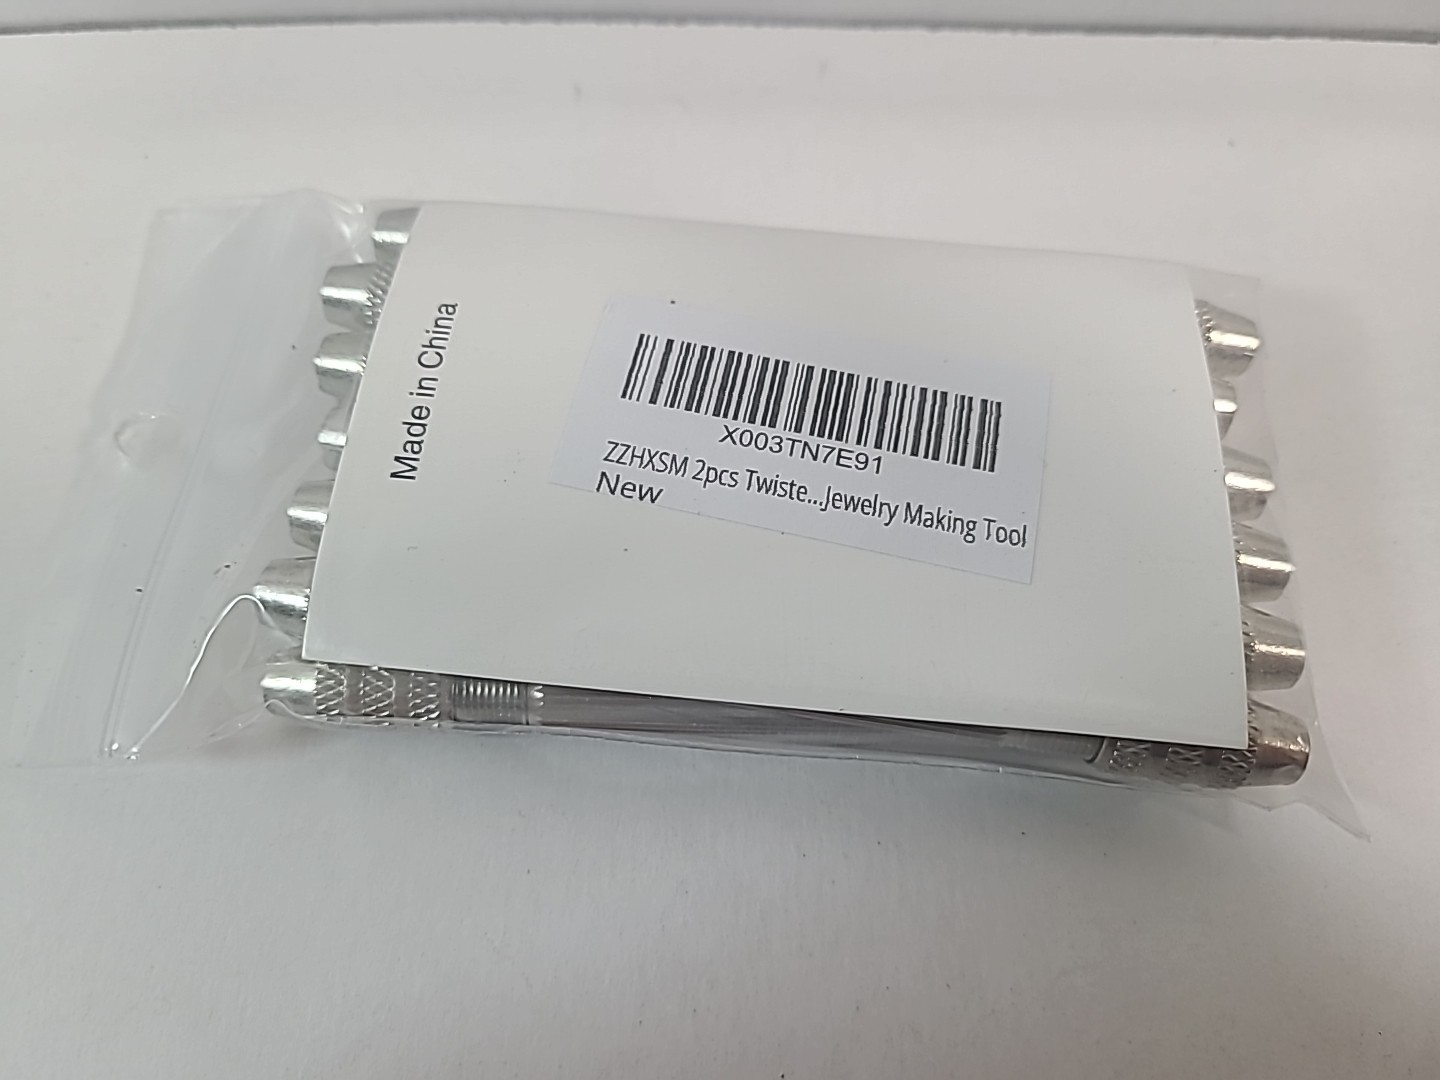 Made in China
X003TN7E91
ZZHXSM 2pcs Twiste...Jewelry Making Tool
New